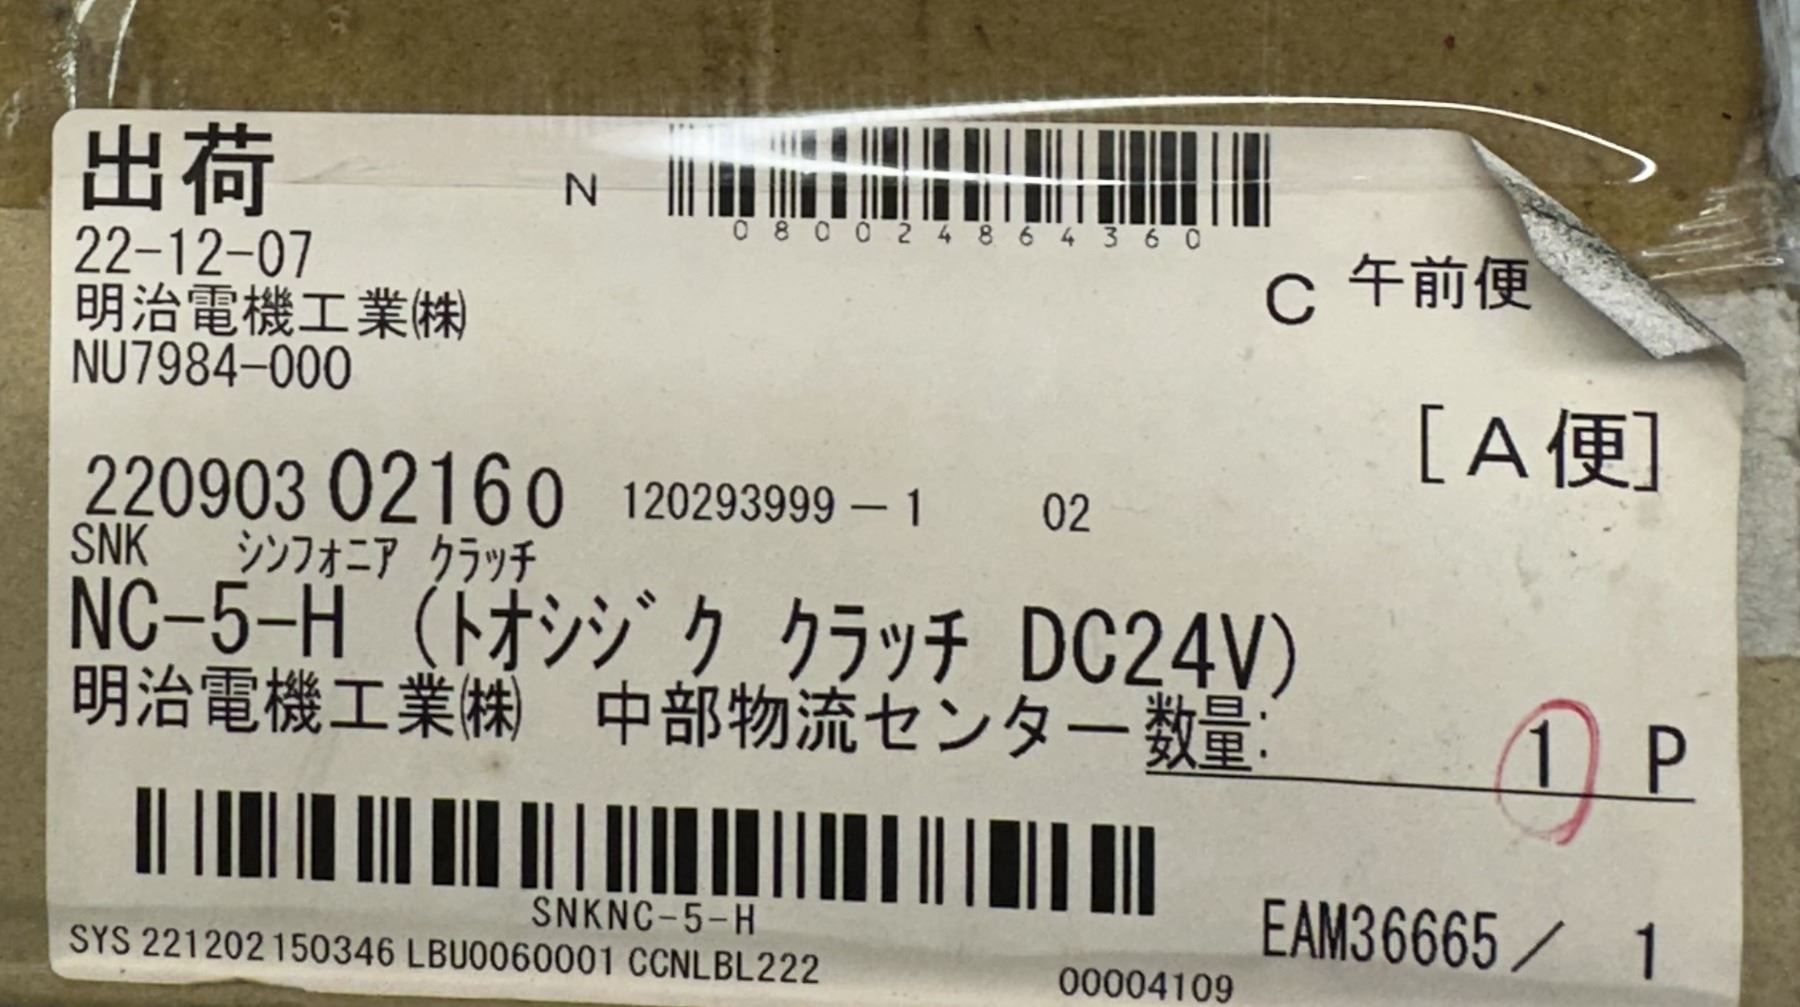 出荷
N
080024864360
22-12-07
C 午前便
明治電機工業㈱
NU7984-000
[A便]
220903 02160 120293999-1 02
SNK ｼﾝﾌｫﾆｱ ｸﾗｯﾁ
NC-5-H (ﾄｵｼｼﾞｸ ｸﾗｯﾁ DC24V)
明治電機工業㈱ 中部物流センター 数量: 1 P
SNKNC-5-H
EAM36665/ 1
SYS 221202150346 LBU0060001 CCNLBL222 00004109